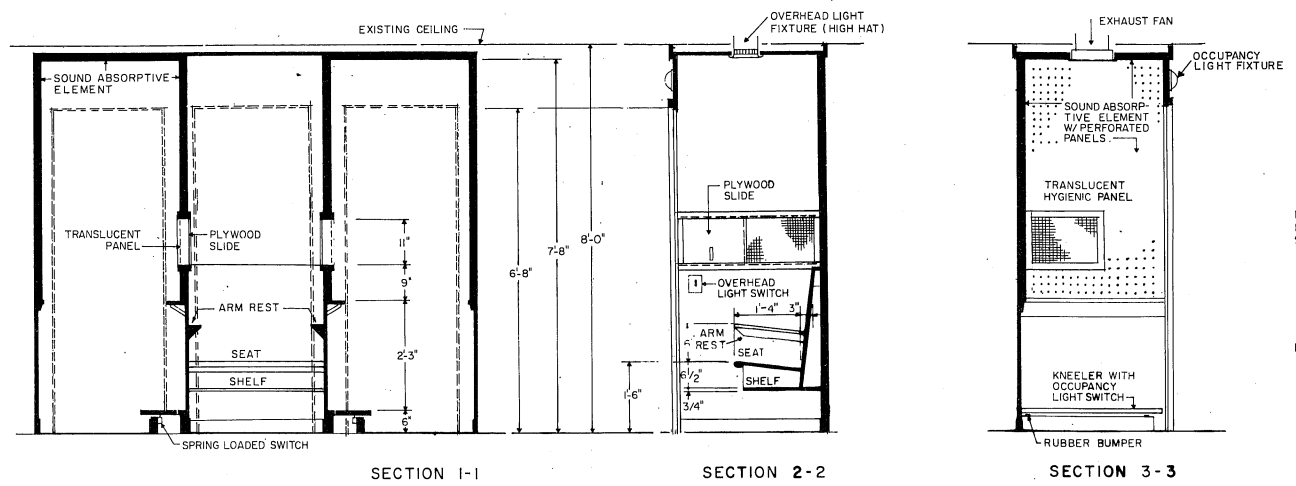 EXISTING CEILING
SOUND ABSORPTIVE
ELEMENT
TRANSLUCENT
PANEL
PLYWOOD
SLIDE
ARM REST
SEAT
SHELF
SPRING LOADED SWITCH
11"
9"
2'-3"
6"
6'-8"
7'-8"
8'-0"
SECTION 1-1
OVERHEAD LIGHT
FIXTURE (HIGH HAT)
PLYWOOD
SLIDE
OVERHEAD
LIGHT SWITCH
1'-4" 3"
ARM
REST
SEAT
6 1/2"
SHELF
3/4"
1'-6"
SECTION 2-2
EXHAUST FAN
OCCUPANCY
LIGHT FIXTURE
SOUND ABSORP-
TIVE ELEMENT
W/ PERFORATED
PANELS.
TRANSLUCENT
HYGIENIC PANEL
KNEELER WITH
OCCUPANCY
LIGHT SWITCH
RUBBER BUMPER
SECTION 3-3